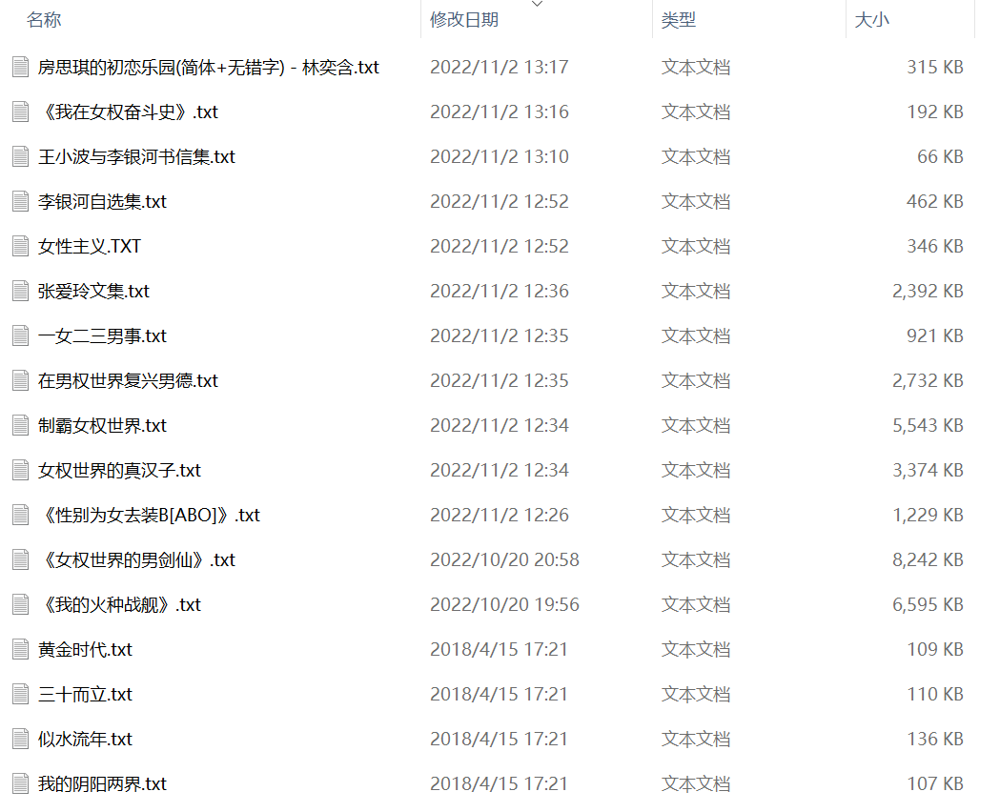 名称 修改日期 类型 大小
房思琪的初恋乐园(简体+无错字) - 林奕含.txt 2022/11/2 13:17 文本文档 315 KB
《我在女权奋斗史》.txt 2022/11/2 13:16 文本文档 192 KB
王小波与李银河书信集.txt 2022/11/2 13:10 文本文档 66 KB
李银河自选集.txt 2022/11/2 12:52 文本文档 462 KB
女性主义.TXT 2022/11/2 12:52 文本文档 346 KB
张爱玲文集.txt 2022/11/2 12:36 文本文档 2,392 KB
一女二三男事.txt 2022/11/2 12:35 文本文档 921 KB
在男权世界复兴男德.txt 2022/11/2 12:35 文本文档 2,732 KB
制霸女权世界.txt 2022/11/2 12:34 文本文档 5,543 KB
女权世界的真汉子.txt 2022/11/2 12:34 文本文档 3,374 KB
《性别为女去装B[ABO]》.txt 2022/11/2 12:26 文本文档 1,229 KB
《女权世界的男剑仙》.txt 2022/10/20 20:58 文本文档 8,242 KB
《我的火种战舰》.txt 2022/10/20 19:56 文本文档 6,595 KB
黄金时代.txt 2018/4/15 17:21 文本文档 109 KB
三十而立.txt 2018/4/15 17:21 文本文档 110 KB
似水流年.txt 2018/4/15 17:21 文本文档 136 KB
我的阴阳两界.txt 2018/4/15 17:21 文本文档 107 KB